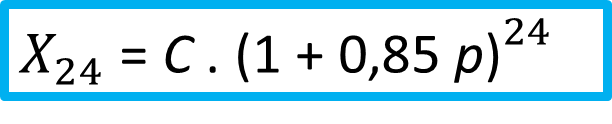 X₂₄ = C . (1 + 0,85 p)²⁴